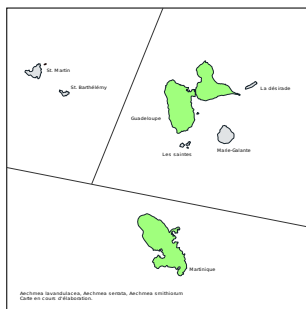 St. Martin
St. Barthélémy
La désirade
Guadeloupe
Les saintes
Marie-Galante
Martinique
Aechmea lavandulacea, Aechmea serrata, Aechmea smithiorum
Carte en cours d'élaboration.